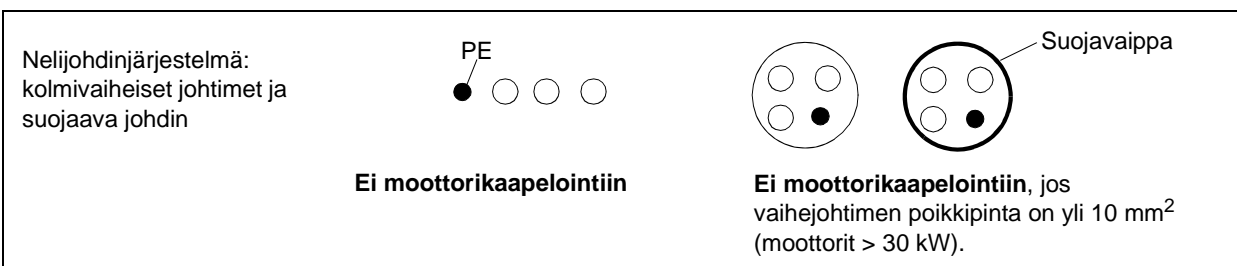 Nelijohdinjärjestelmä:
kolmivaiheiset johtimet ja
suojaava johdin
PE
Ei moottorikaapelointiin
Suojavaippa
Ei moottorikaapelointiin, jos
vaihejohtimen poikkipinta on yli 10 mm²
(moottorit > 30 kW).